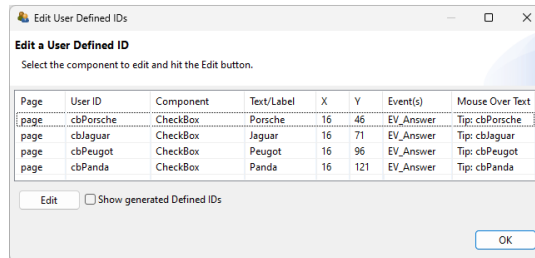 Edit User Defined IDs
Edit a User Defined ID
Select the component to edit and hit the Edit button.
Page User ID Component Text/Label X Y Event(s) Mouse Over Text
page cbPorsche CheckBox Porsche 16 46 EV_Answer Tip: cbPorsche
page cbJaguar CheckBox Jaguar 16 71 EV_Answer Tip: cbJaguar
page cbPeugot CheckBox Peugot 16 96 EV_Answer Tip: cbPeugot
page cbPanda CheckBox Panda 16 121 EV_Answer Tip: cbPanda
Edit Show generated Defined IDs
OK